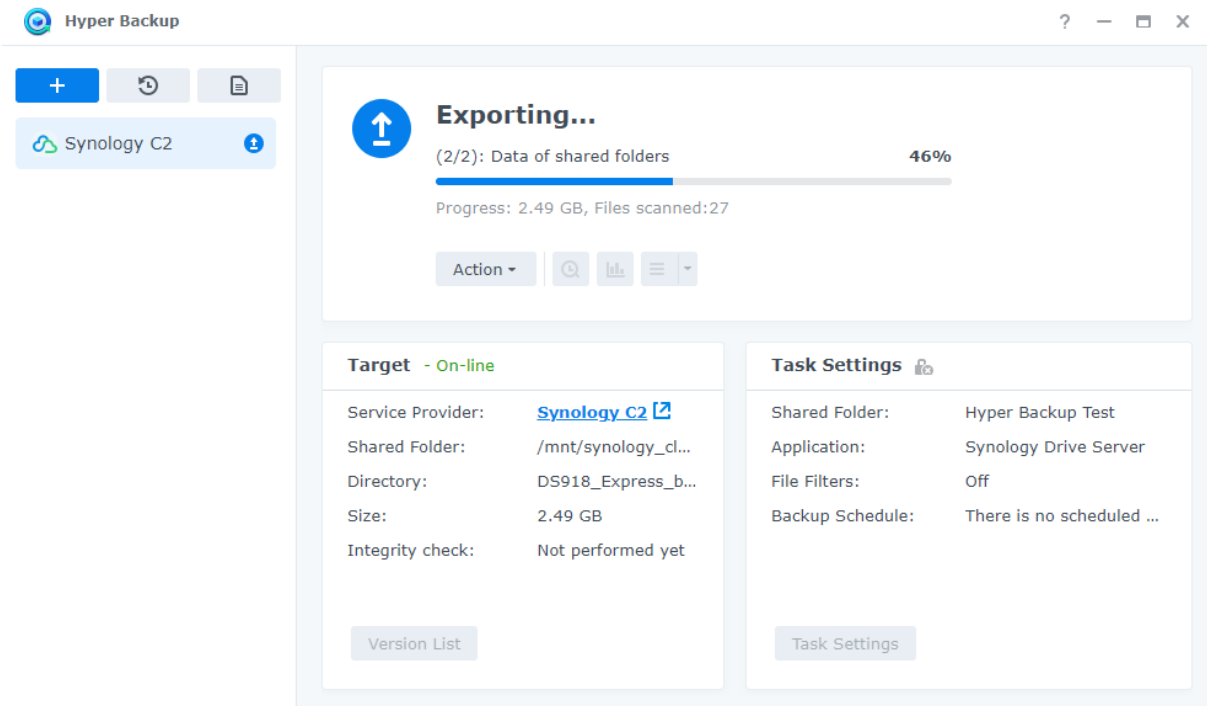 Hyper Backup
Synology C2
Exporting...
(2/2): Data of shared folders 46%
Progress: 2.49 GB, Files scanned:27
Action
Target - On-line
Service Provider: Synology C2
Shared Folder: /mnt/synology_cl...
Directory: DS918_Express_b...
Size: 2.49 GB
Integrity check: Not performed yet
Version List
Task Settings
Shared Folder: Hyper Backup Test
Application: Synology Drive Server
File Filters: Off
Backup Schedule: There is no scheduled ...
Task Settings